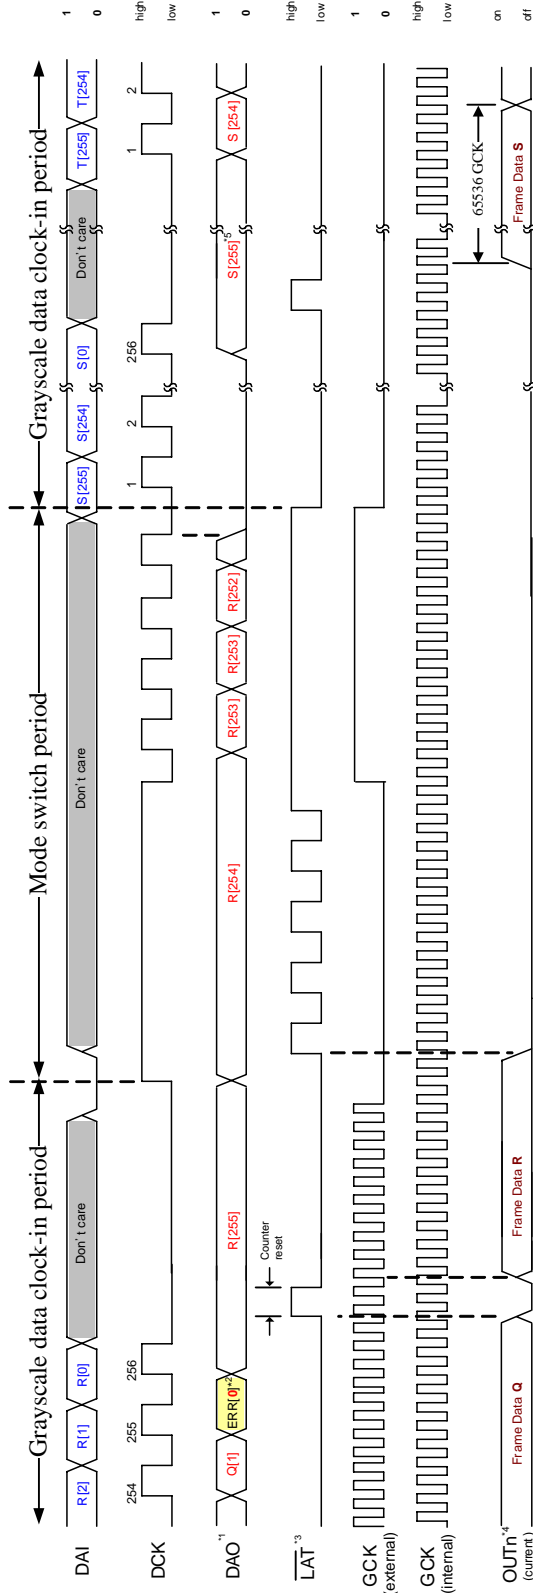 Grayscale data clock-in period
Mode switch period
Grayscale data clock-in period
DAI
R[2]
R[1]
R[0]
Don't care
Don't care
S[255]
S[254]
S[0]
Don't care
T[255]
T[254]
1
0
DCK
254
255
256
1
2
256
1
2
high
low
DAO*1
Q[1]
ERR[0]*2
R[255]
R[254]
R[253]
R[253]
R[252]
S[255]*5
S[254]
1
0
Counter
reset
LAT*3
high
low
GCK
(external)
1
0
GCK
(internal)
high
low
65536 GCK
OUTn*4
(current)
Frame Data Q
Frame Data R
Frame Data S
on
off